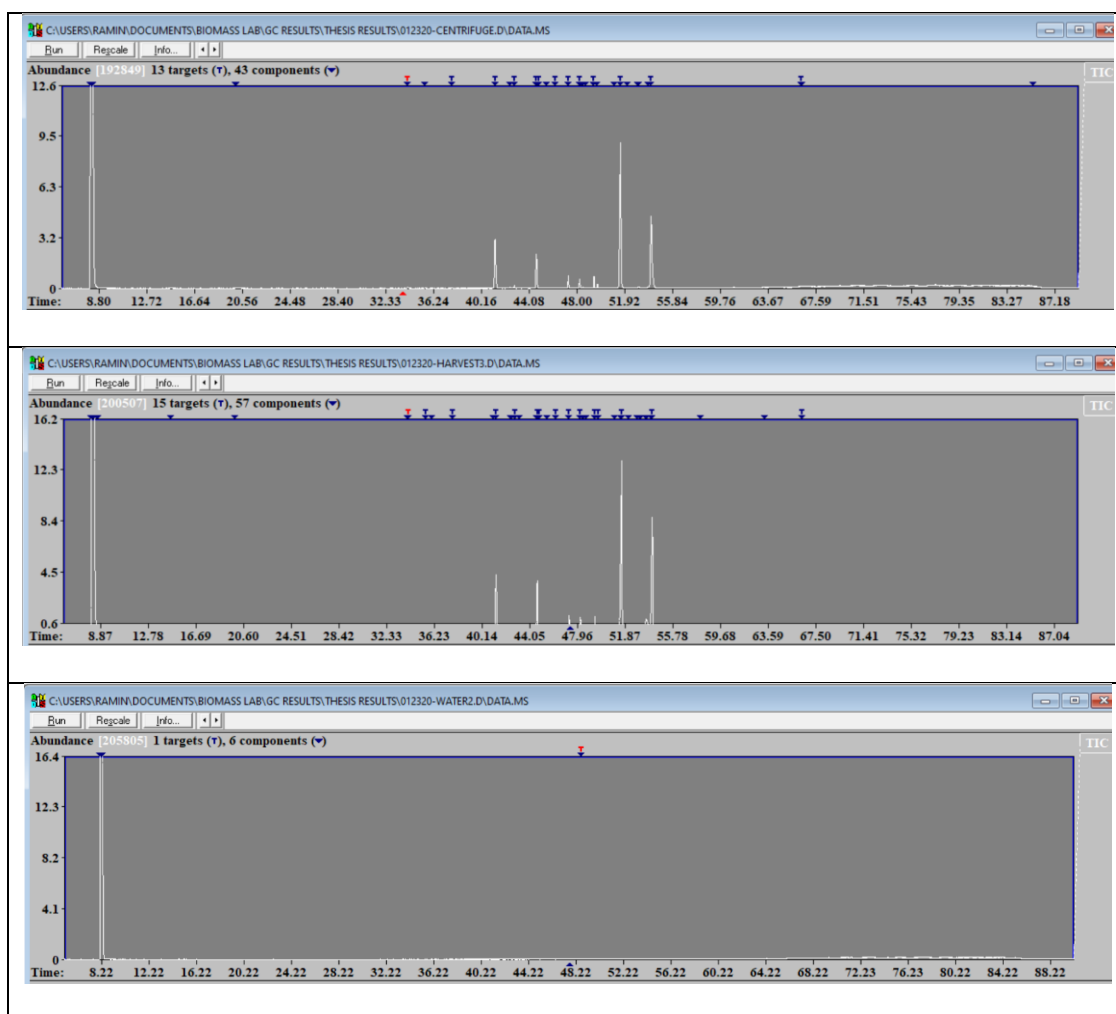 C:\USERS\RAMIN\DOCUMENTS\BIOMASS LAB\GC RESULTS\THESIS RESULTS\012320-CENTRIFUGE.D\DATA.MS
Run Rescale Info...
Abundance [192849] 13 targets (T), 43 components (▼)
TIC
12.6
9.5
6.3
3.2
0
Time: 8.80 12.72 16.64 20.56 24.48 28.40 32.33 36.24 40.16 44.08 48.00 51.92 55.84 59.76 63.67 67.59 71.51 75.43 79.35 83.27 87.18
C:\USERS\RAMIN\DOCUMENTS\BIOMASS LAB\GC RESULTS\THESIS RESULTS\012320-HARVEST3.D\DATA.MS
Run Rescale Info...
Abundance [200507] 15 targets (T), 57 components (▼)
TIC
16.2
12.3
8.4
4.5
0.6
Time: 8.87 12.78 16.69 20.60 24.51 28.42 32.33 36.23 40.14 44.05 47.96 51.87 55.78 59.68 63.59 67.50 71.41 75.32 79.23 83.14 87.04
C:\USERS\RAMIN\DOCUMENTS\BIOMASS LAB\GC RESULTS\THESIS RESULTS\012320-WATER2.D\DATA.MS
Run Rescale Info...
Abundance [205805] 1 targets (T), 6 components (▼)
TIC
16.4
12.3
8.2
4.1
0
Time: 8.22 12.22 16.22 20.22 24.22 28.22 32.22 36.22 40.22 44.22 48.22 52.22 56.22 60.22 64.22 68.22 72.23 76.23 80.22 84.22 88.22